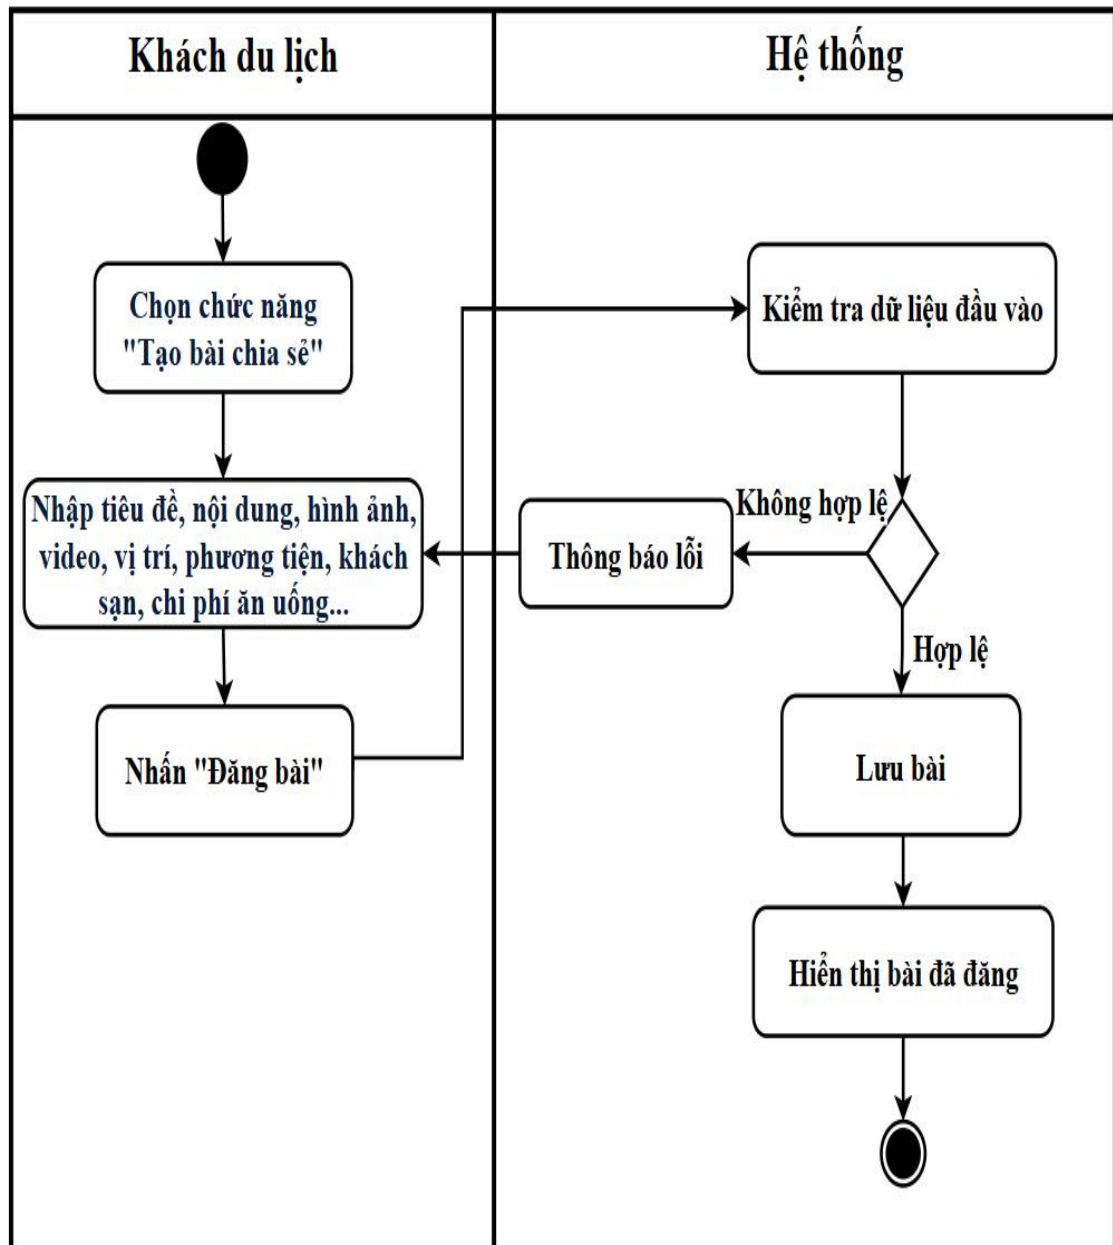 Khách du lịch
Hệ thống
Chọn chức năng
"Tạo bài chia sẻ"
Nhập tiêu đề, nội dung, hình ảnh,
video, vị trí, phương tiện, khách
sạn, chi phí ăn uống...
Nhấn "Đăng bài"
Kiểm tra dữ liệu đầu vào
Không hợp lệ
Thông báo lỗi
Hợp lệ
Lưu bài
Hiển thị bài đã đăng